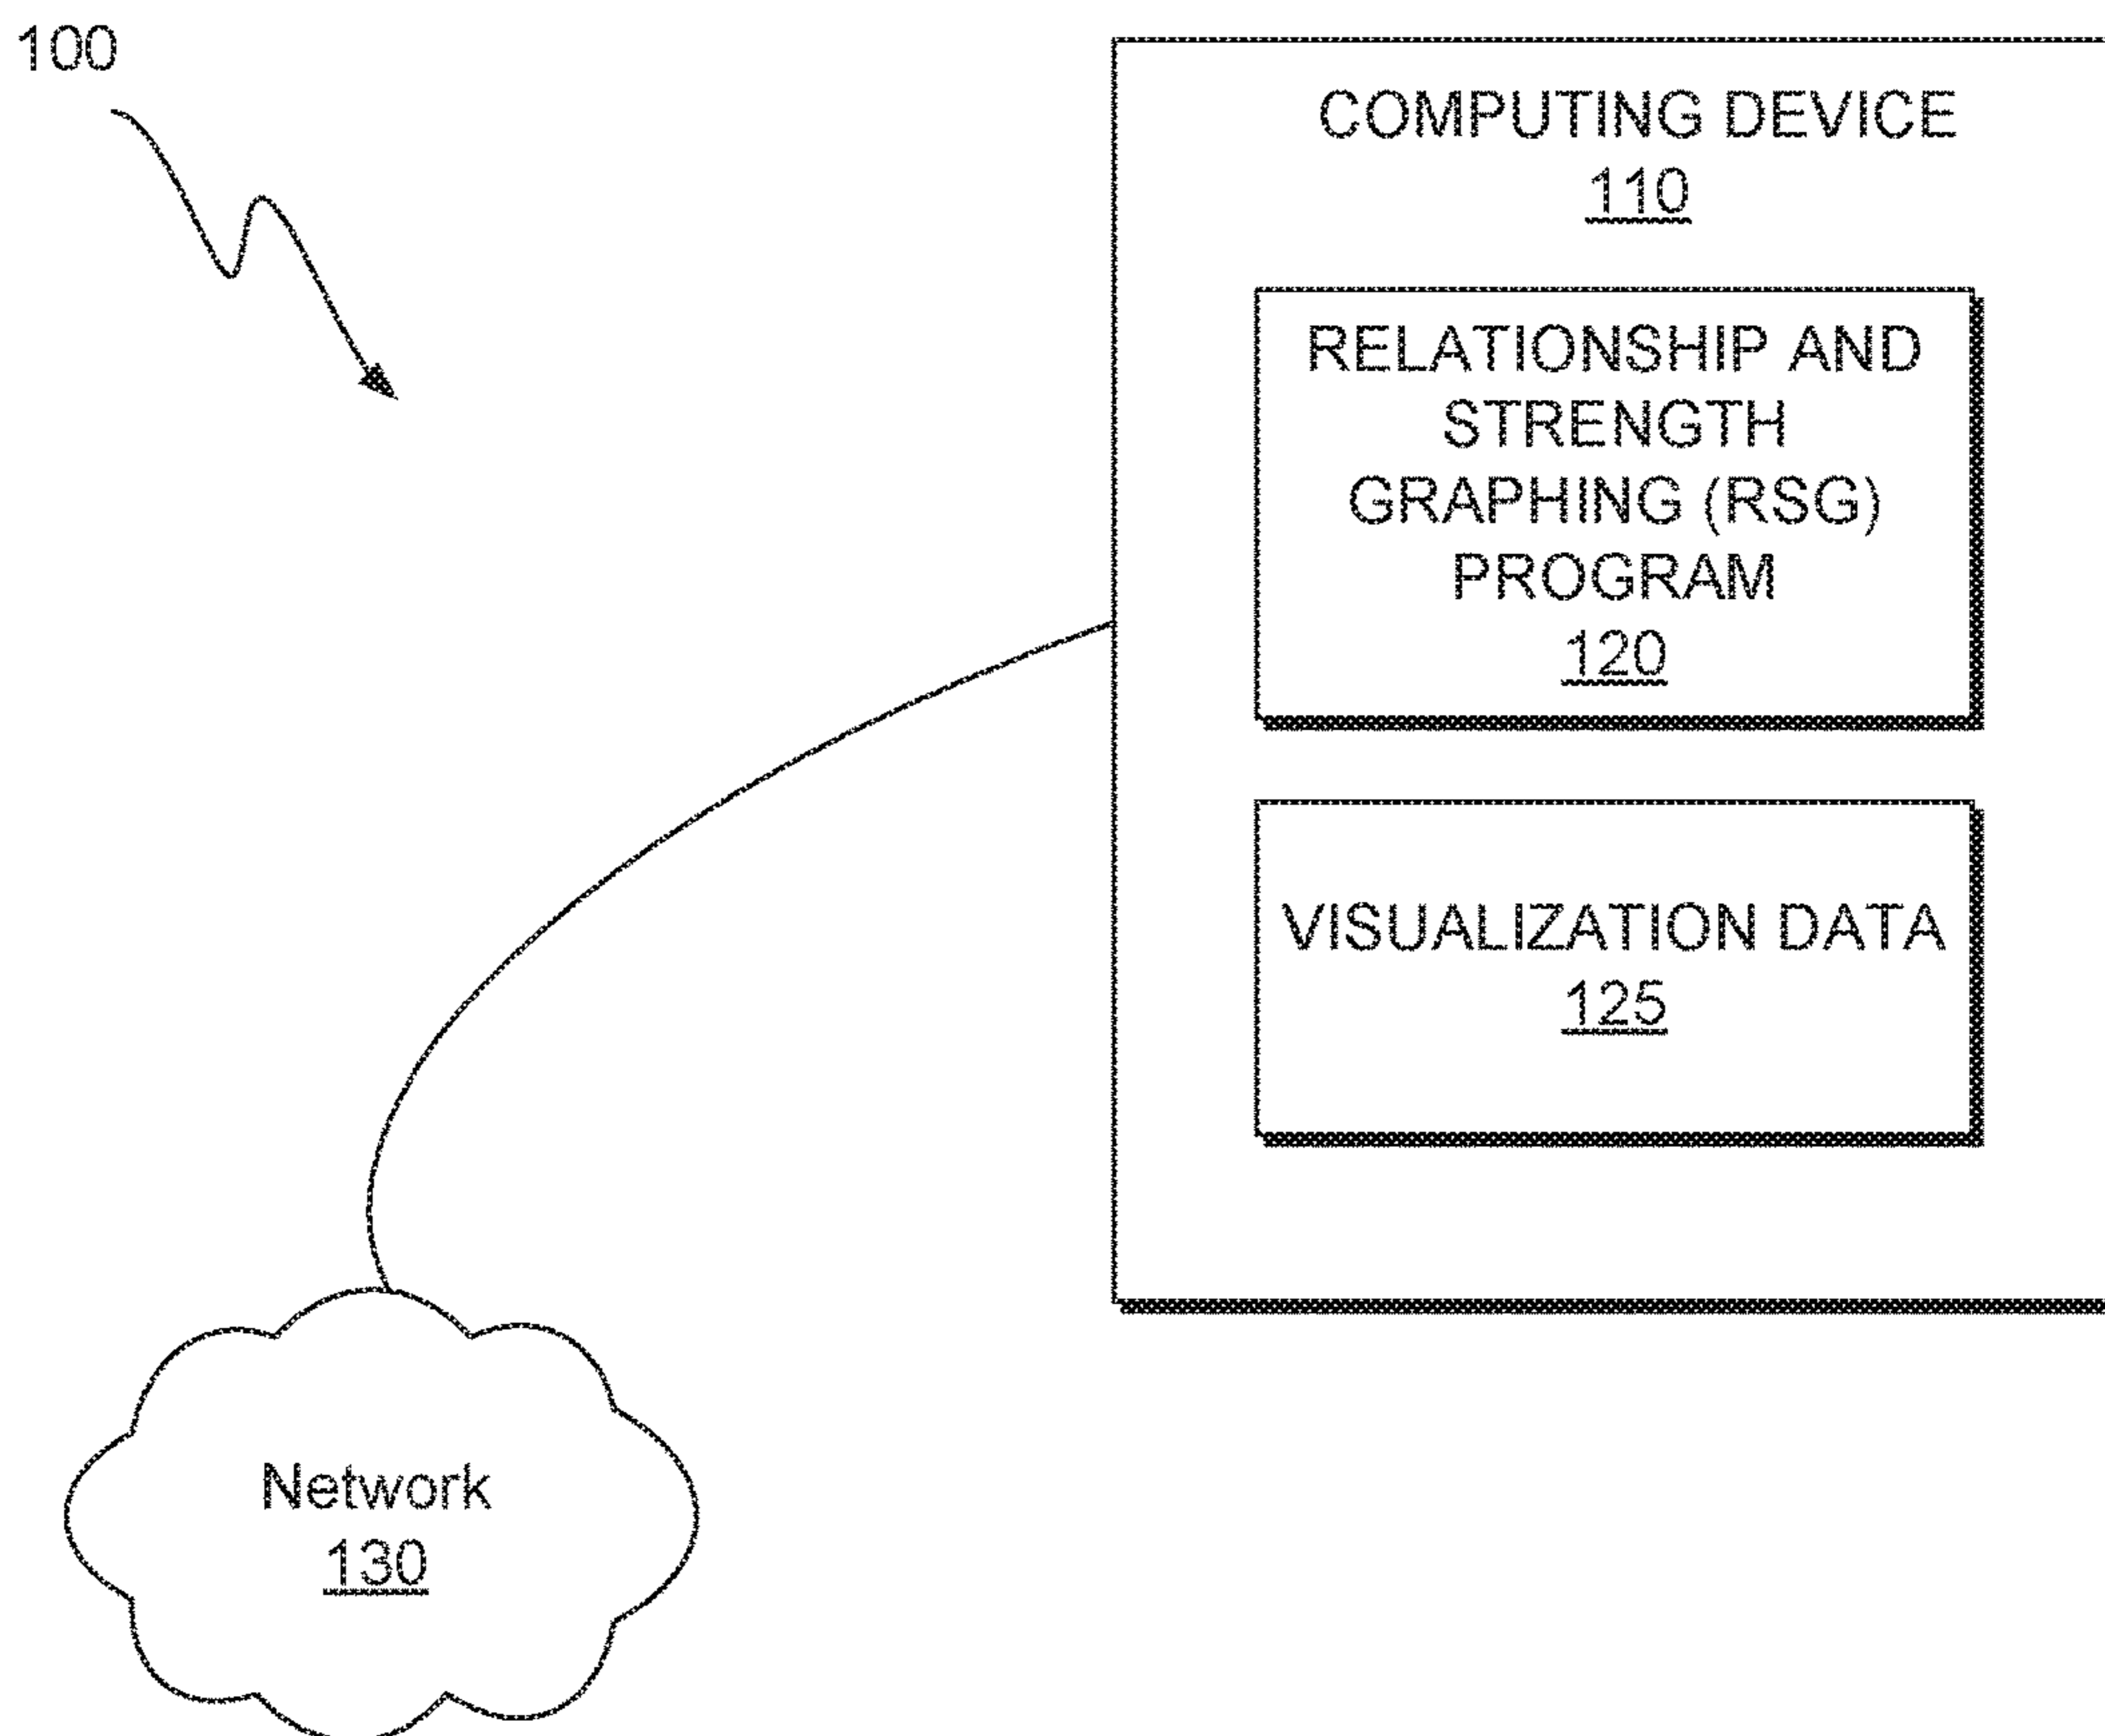 100
COMPUTING DEVICE
110
RELATIONSHIP AND
STRENGTH
GRAPHING (RSG)
PROGRAM
120
VISUALIZATION DATA
125
Network
130